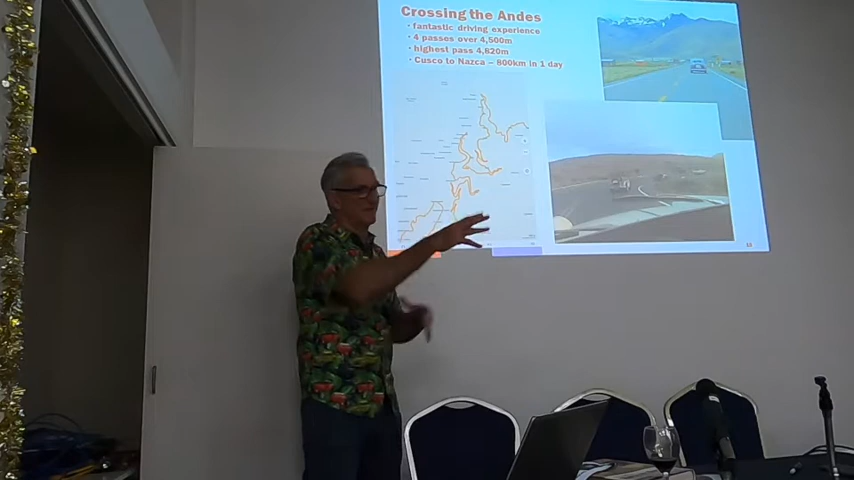 Crossing the Andes
• fantastic driving experience
• 4 passes over 4,500m
• highest pass 4,820m
• Cusco to Nazca – 800km in 1 day